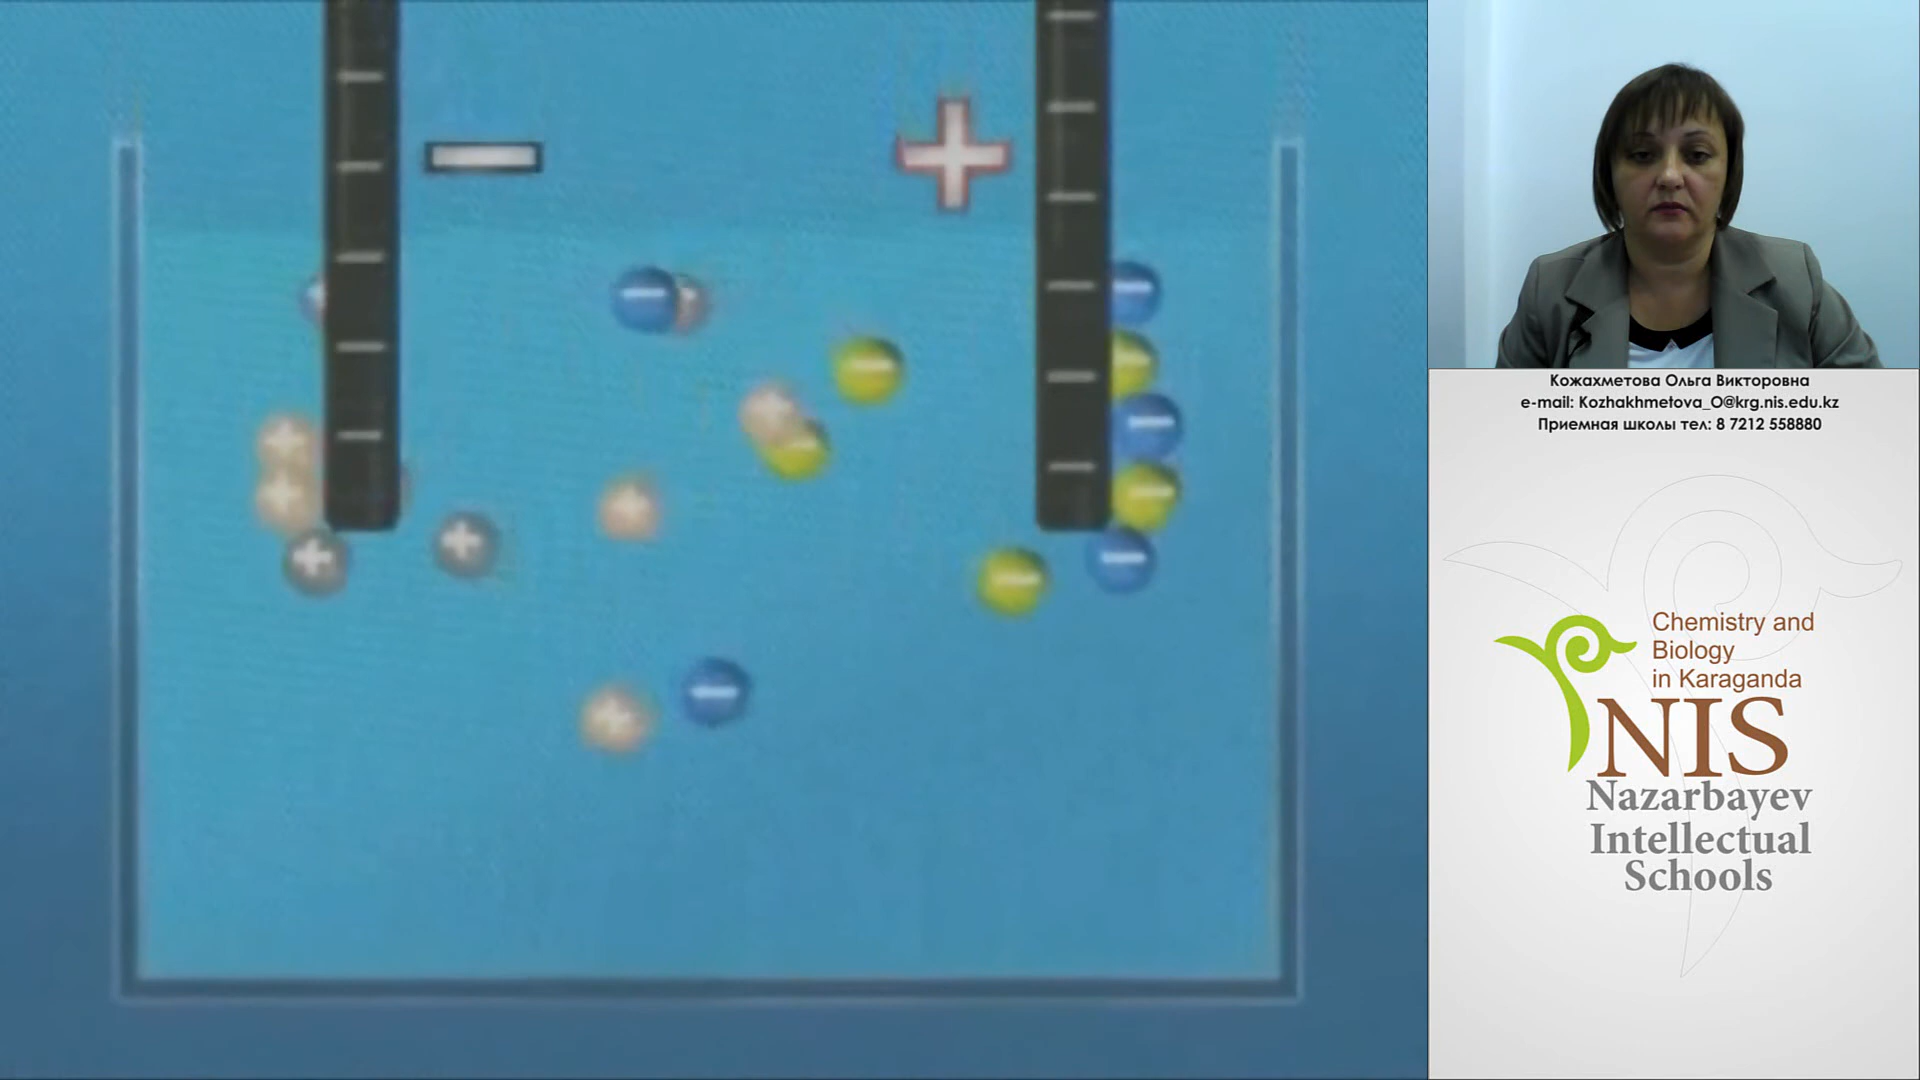 Кожахметова Ольга Викторовна
e-mail: Kozhakhmetova_O@krg.nis.edu.kz
Приемная школы тел: 8 7212 558880
Chemistry and
Biology
in Karaganda
NIS
Nazarbayev
Intellectual
Schools